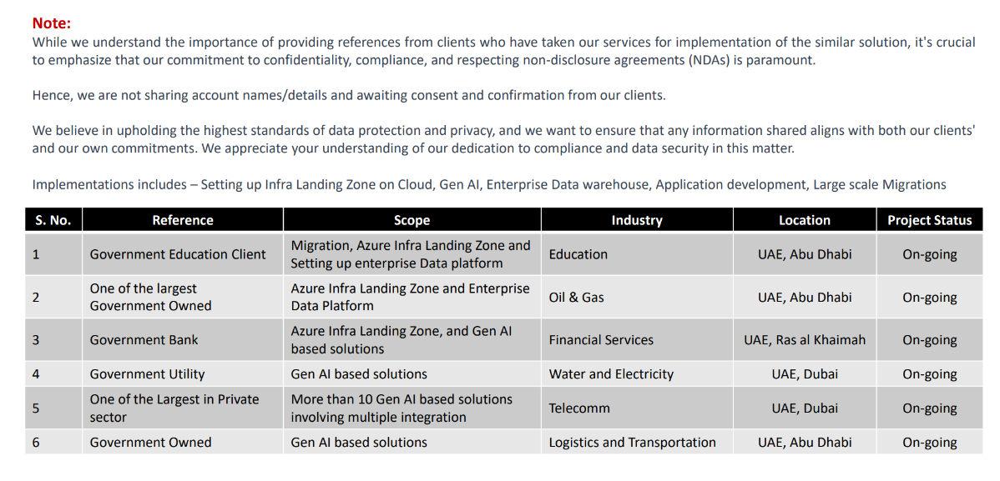 Note:
While we understand the importance of providing references from clients who have taken our services for implementation of the similar solution, it's crucial
to emphasize that our commitment to confidentiality, compliance, and respecting non-disclosure agreements (NDAs) is paramount.
Hence, we are not sharing account names/details and awaiting consent and confirmation from our clients.
We believe in upholding the highest standards of data protection and privacy, and we want to ensure that any information shared aligns with both our clients'
and our own commitments. We appreciate your understanding of our dedication to compliance and data security in this matter.
Implementations includes – Setting up Infra Landing Zone on Cloud, Gen AI, Enterprise Data warehouse, Application development, Large scale Migrations
S. No. Reference Scope Industry Location Project Status
1 Government Education Client Migration, Azure Infra Landing Zone and Education UAE, Abu Dhabi On-going
Setting up enterprise Data platform
2 One of the largest Azure Infra Landing Zone and Enterprise Oil & Gas UAE, Abu Dhabi On-going
Government Owned Data Platform
3 Government Bank Azure Infra Landing Zone, and Gen AI Financial Services UAE, Ras al Khaimah On-going
based solutions
4 Government Utility Gen AI based solutions Water and Electricity UAE, Dubai On-going
5 One of the Largest in Private More than 10 Gen AI based solutions Telecomm UAE, Dubai On-going
sector involving multiple integration
6 Government Owned Gen AI based solutions Logistics and Transportation UAE, Abu Dhabi On-going